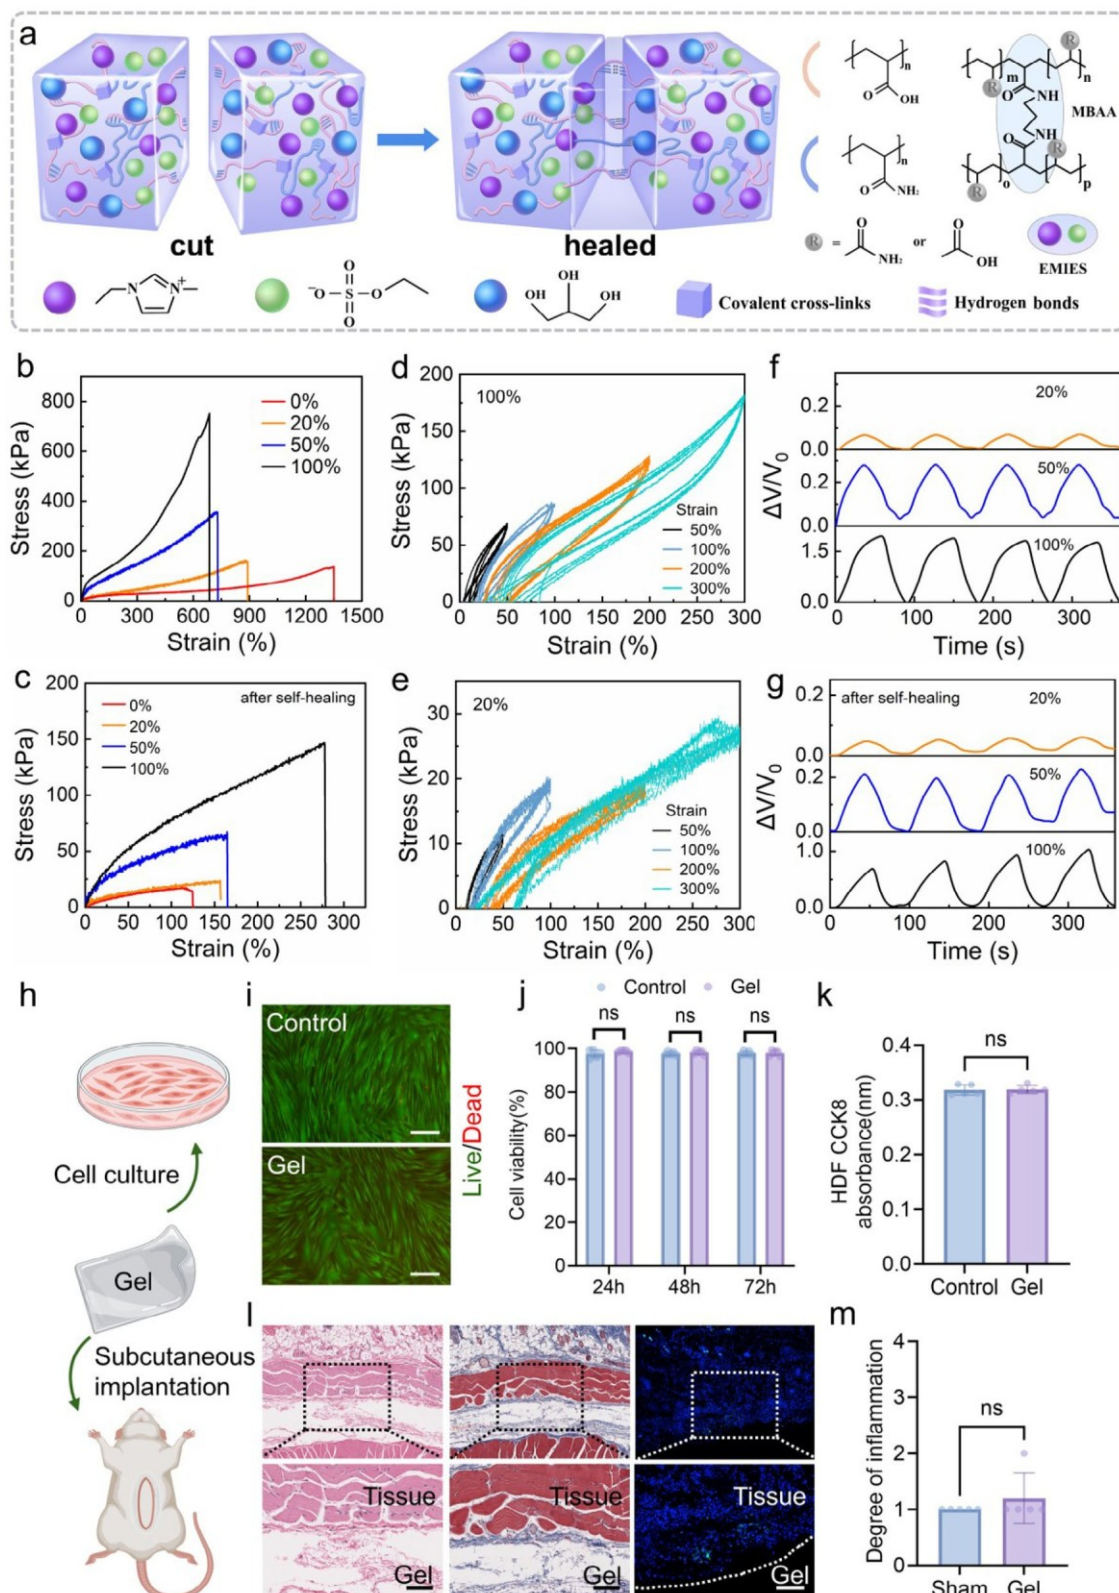 a
cut
healed
n
O
OH
n
O
NH₂
R
m
n
R
O
NH
MBAA
NH
O
R
R
o
p
R = O NH₂ or O OH
EMIES
N
N
+
⁻O
O
S
O
O
OH
OH
OH
Covalent cross-links
Hydrogen bonds
b
Stress (kPa)
800
600
400
200
0
0%
20%
50%
100%
0 300 600 900 1200 1500
Strain (%)
d
Stress (kPa)
200
150
100
50
0
100%
Strain
50%
100%
200%
300%
0 50 100 150 200 250 300
Strain (%)
f
ΔV/V₀
0.2
0.0
20%
0.2
0.0
50%
1.5
0.0
100%
0 100 200 300
Time (s)
c
Stress (kPa)
200
150
100
50
0
after self-healing
0%
20%
50%
100%
0 50 100 150 200 250 300
Strain (%)
e
Stress (kPa)
30
20
10
0
20%
Strain
50%
100%
200%
300%
0 50 100 150 200 250 300
Strain (%)
g
ΔV/V₀
after self-healing
0.2
0.0
20%
0.2
0.0
50%
1.0
0.0
100%
0 100 200 300
Time (s)
h
Cell culture
Gel
Subcutaneous
implantation
i
Control
Gel
Live/Dead
j
Control Gel
ns ns ns
Cell viability(%)
100
80
60
40
20
0
24h 48h 72h
k
ns
HDF CCK8
absorbance(nm)
0.4
0.3
0.2
0.1
0.0
Control Gel
l
Tissue
Gel
Tissue
Gel
Tissue
Gel
m
ns
Degree of inflammation
4
3
2
1
0
Sham Gel